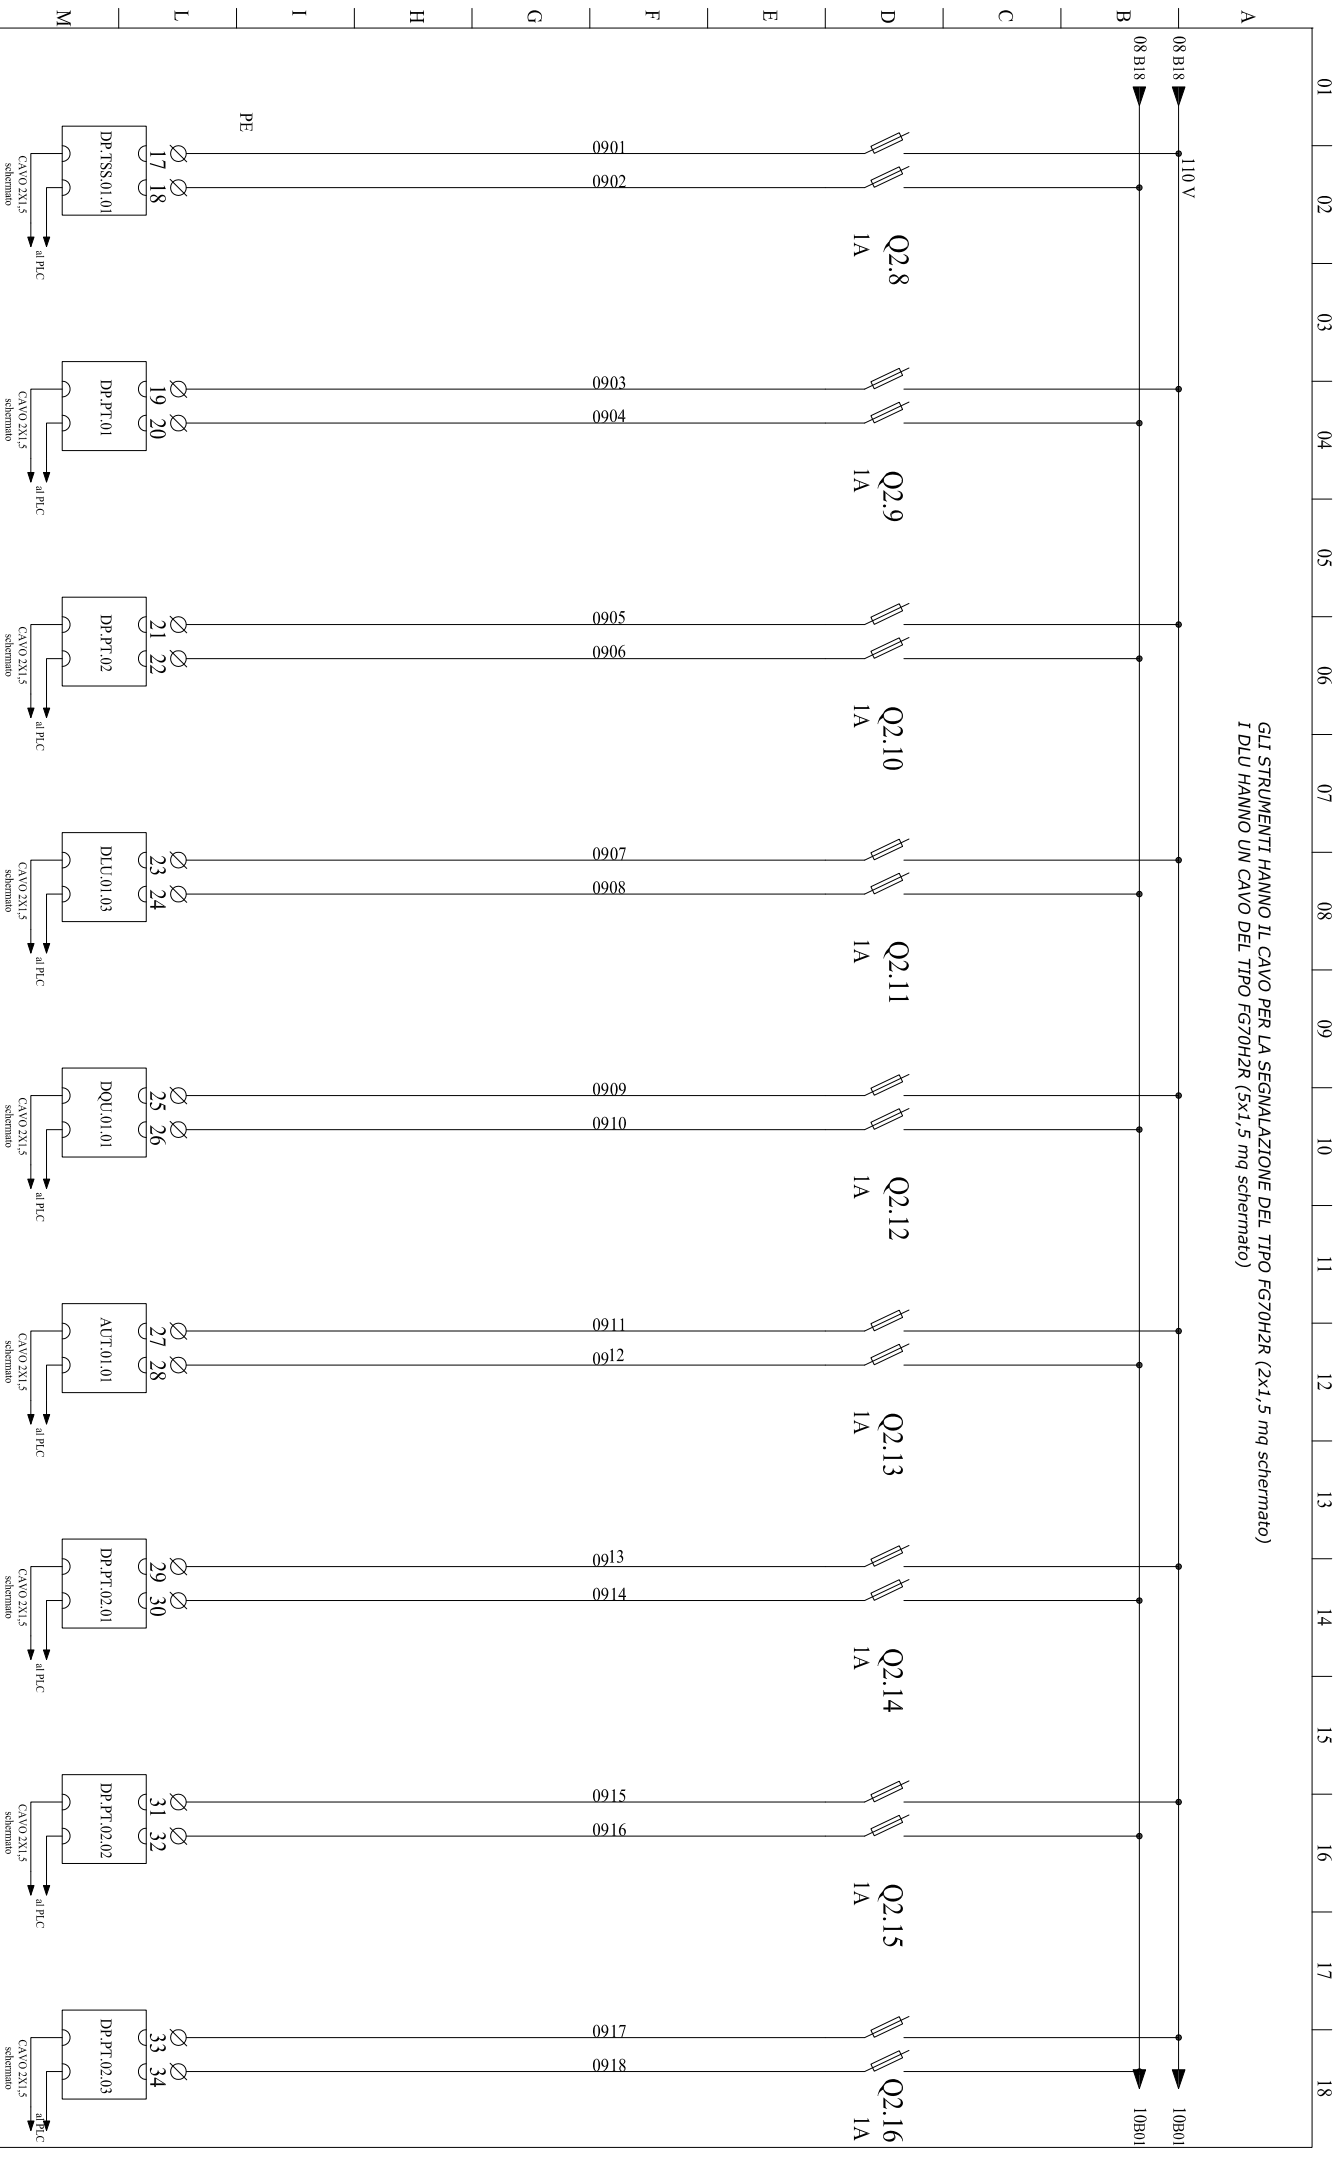 01 02 03 04 05 06 07 08 09 10 11 12 13 14 15 16 17 18
A
B
C
D
E
F
G
H
I
L
M
GLI STRUMENTI HANNO IL CAVO PER LA SEGNALAZIONE DEL TIPO FG7OH2R (2x1,5 mq schermato)
I DLU HANNO UN CAVO DEL TIPO FG7OH2R (5x1,5 mq schermato)
08 B18
110 V
10B01
08 B18
10B01
Q2.8
1A
Q2.9
1A
Q2.10
1A
Q2.11
1A
Q2.12
1A
Q2.13
1A
Q2.14
1A
Q2.15
1A
Q2.16
1A
0901 0902
0903 0904
0905 0906
0907 0908
0909 0910
0911 0912
0913 0914
0915 0916
0917 0918
PE
17 18
DP.TSS.01.01
al PLC
CAVO 2X1,5
schermato
19 20
DP.PT.01
al PLC
CAVO 2X1,5
schermato
21 22
DP.PT.02
al PLC
CAVO 2X1,5
schermato
23 24
DLU.01.03
al PLC
CAVO 2X1,5
schermato
25 26
DQU.01.01
al PLC
CAVO 2X1,5
schermato
27 28
AUT.01.01
al PLC
CAVO 2X1,5
schermato
29 30
DP.PT.02.01
al PLC
CAVO 2X1,5
schermato
31 32
DP.PT.02.02
al PLC
CAVO 2X1,5
schermato
33 34
DP.PT.02.03
al PLC
CAVO 2X1,5
schermato